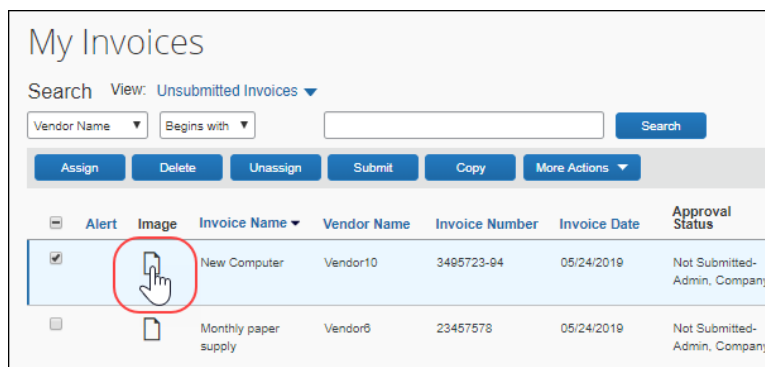 My Invoices
Search View: Unsubmitted Invoices
Vendor Name Begins with Search
Assign Delete Unassign Submit Copy More Actions
Alert Image Invoice Name Vendor Name Invoice Number Invoice Date Approval Status
New Computer Vendor10 3495723-94 05/24/2019 Not Submitted-
Admin, Company
Monthly paper Vendor6 23457578 05/24/2019 Not Submitted-
supply Admin, Company